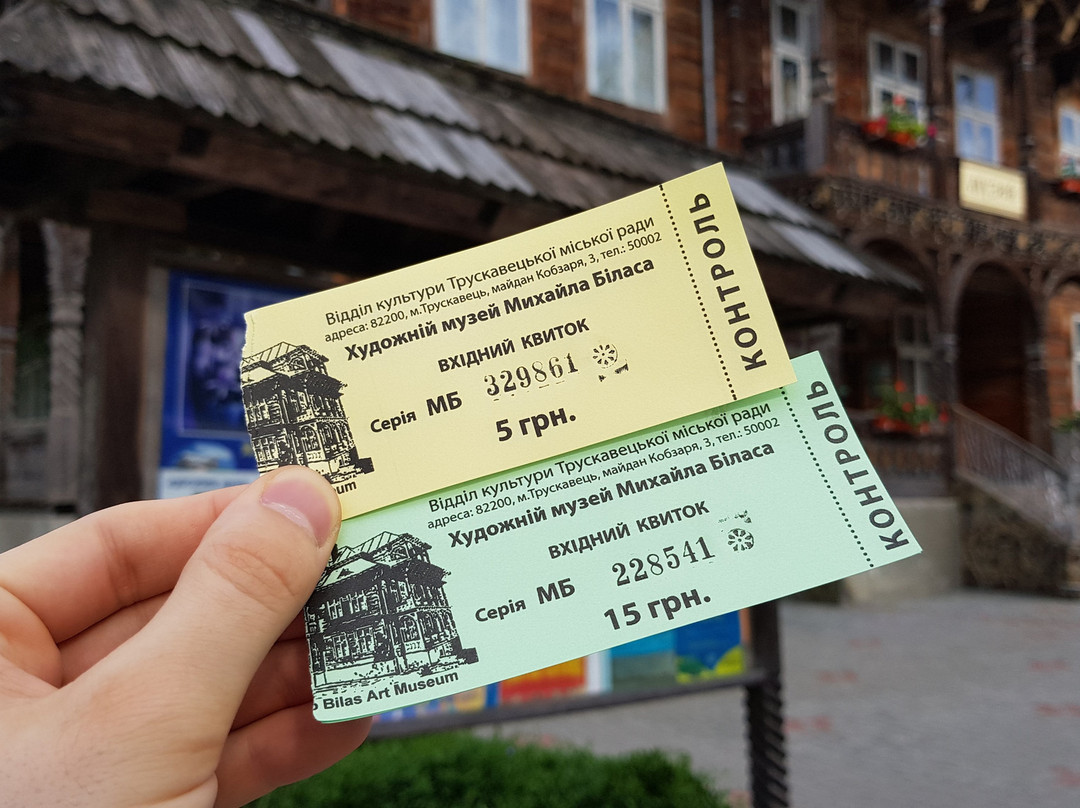 Відділ культури Трускавецької міської ради
адреса: 82200, м.Трускавець, майдан Кобзаря, 3, тел.: 50002
Художній музей Михайла Біласа
ВХІДНИЙ КВИТОК
Серія МБ 329861
5 грн.
КОНТРОЛЬ
Відділ культури Трускавецької міської ради
адреса: 82200, м.Трускавець, майдан Кобзаря, 3, тел.: 50002
Художній музей Михайла Біласа
ВХІДНИЙ КВИТОК
Серія МБ 228541
15 грн.
Bilas Art Museum
КОНТРОЛЬ
МУЗЕЙ